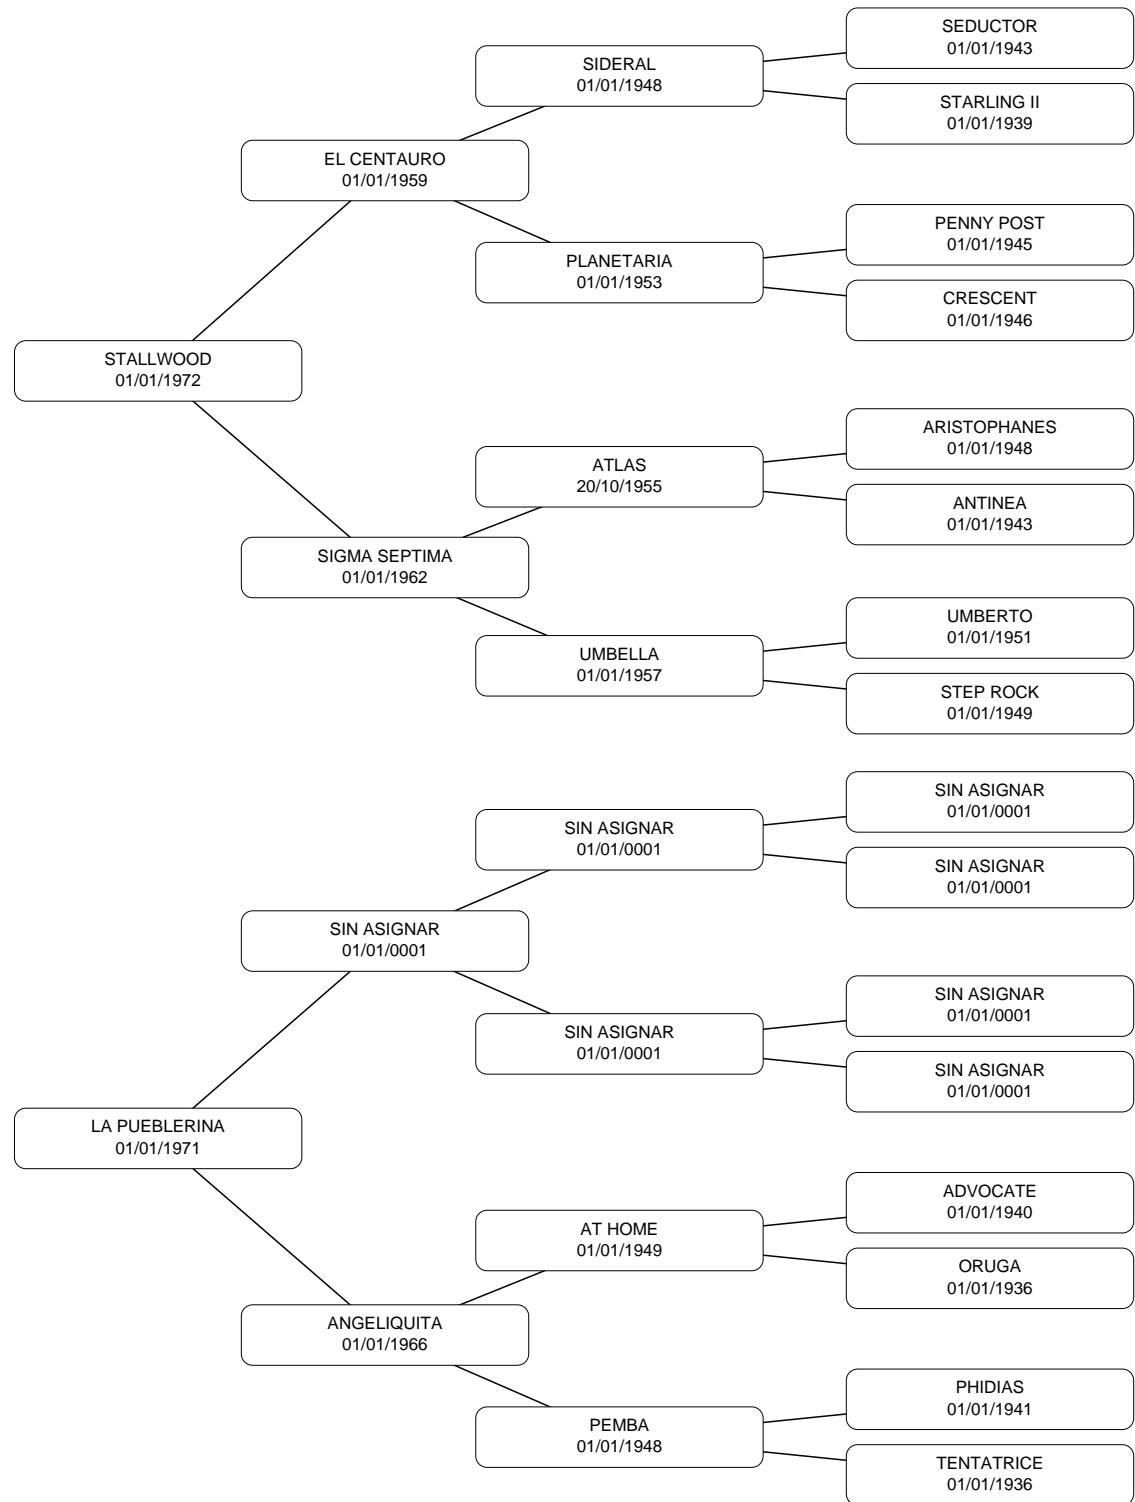 SEDUCTOR
01/01/1943
SIDERAL
01/01/1948
STARLING II
01/01/1939
EL CENTAURO
01/01/1959
PENNY POST
01/01/1945
PLANETARIA
01/01/1953
CRESCENT
01/01/1946
STALLWOOD
01/01/1972
ARISTOPHANES
01/01/1948
ATLAS
20/10/1955
ANTINEA
01/01/1943
SIGMA SEPTIMA
01/01/1962
UMBERTO
01/01/1951
UMBELLA
01/01/1957
STEP ROCK
01/01/1949
SIN ASIGNAR
01/01/0001
SIN ASIGNAR
01/01/0001
SIN ASIGNAR
01/01/0001
SIN ASIGNAR
01/01/0001
SIN ASIGNAR
01/01/0001
SIN ASIGNAR
01/01/0001
SIN ASIGNAR
01/01/0001
LA PUEBLERINA
01/01/1971
ADVOCATE
01/01/1940
AT HOME
01/01/1949
ORUGA
01/01/1936
ANGELIQUITA
01/01/1966
PHIDIAS
01/01/1941
PEMBA
01/01/1948
TENTATRICE
01/01/1936